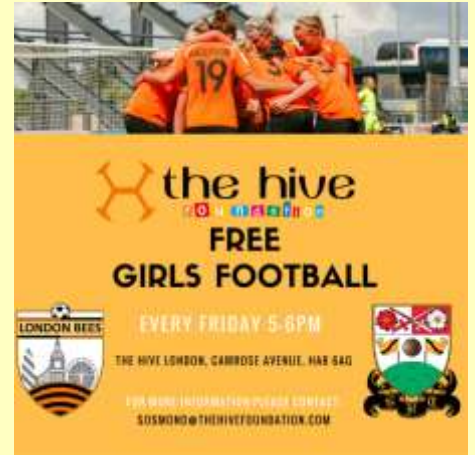 19
the hive
FOUNDATION
FREE
GIRLS FOOTBALL
LONDON BEES
EVERY FRIDAY 5-6PM
THE HIVE LONDON, CAMROSE AVENUE, HA8 6AG
FOR MORE INFORMATION PLEASE CONTACT:
SOSMOND@THEHIVEFOUNDATION.COM